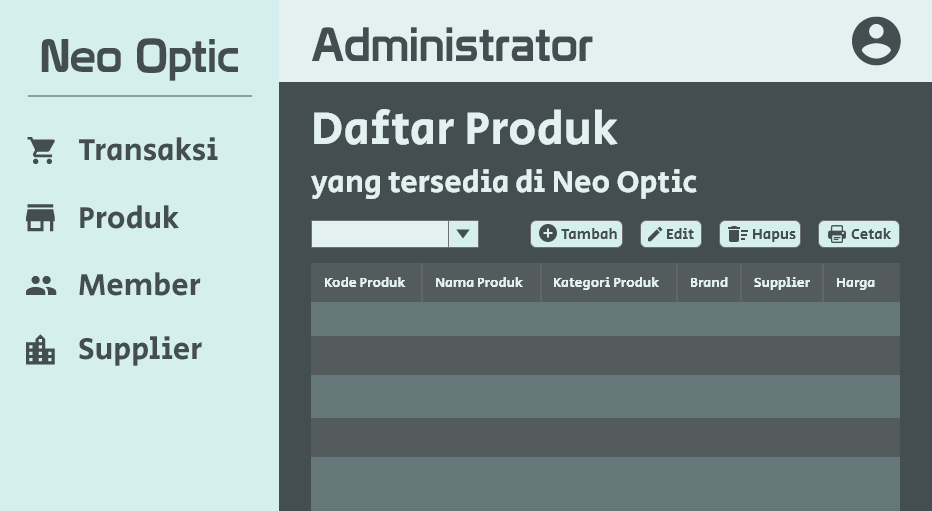 Neo Optic
Transaksi
Produk
Member
Supplier
Administrator
Daftar Produk
yang tersedia di Neo Optic
Tambah Edit Hapus Cetak
Kode Produk Nama Produk Kategori Produk Brand Supplier Harga